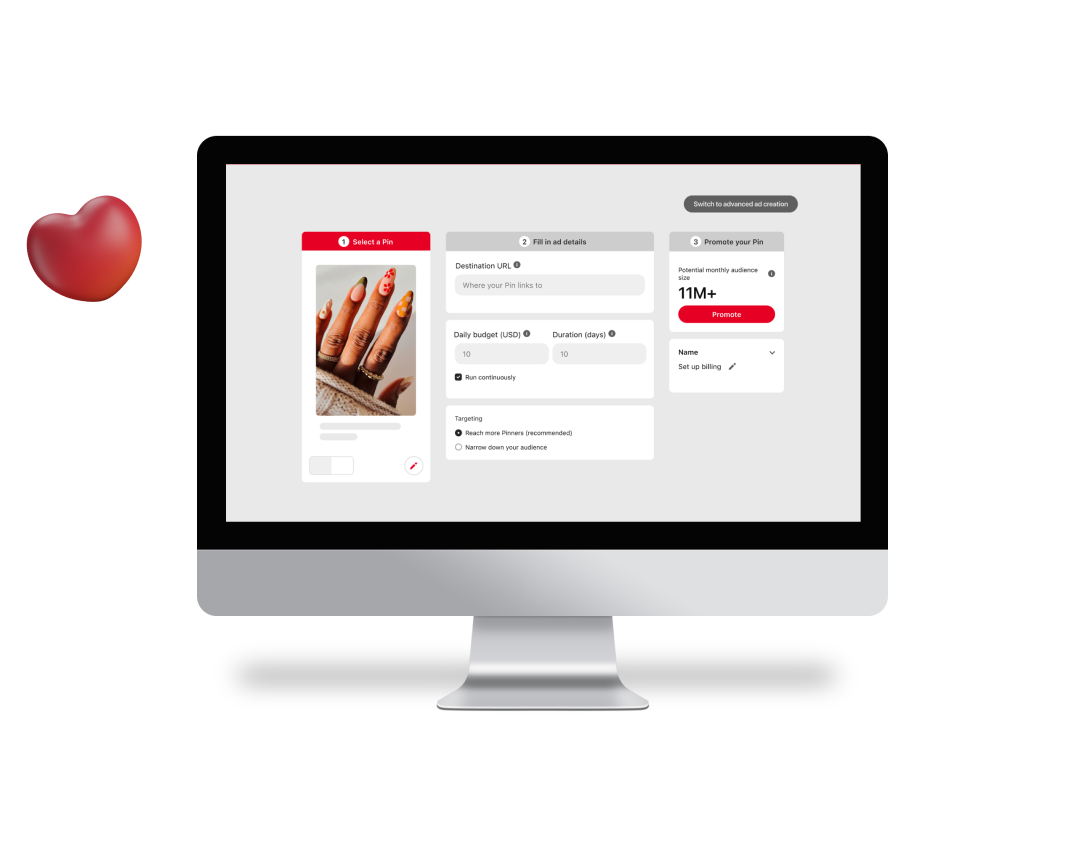 Switch to advanced ad creation
1 Select a Pin
2 Fill in ad details
Destination URL
Where your Pin links to
Daily budget (USD)
Duration (days)
10
10
Run continuously
Targeting
Reach more Pinners (recommended)
Narrow down your audience
3 Promote your Pin
Potential monthly audience
size
11M+
Promote
Name
Set up billing